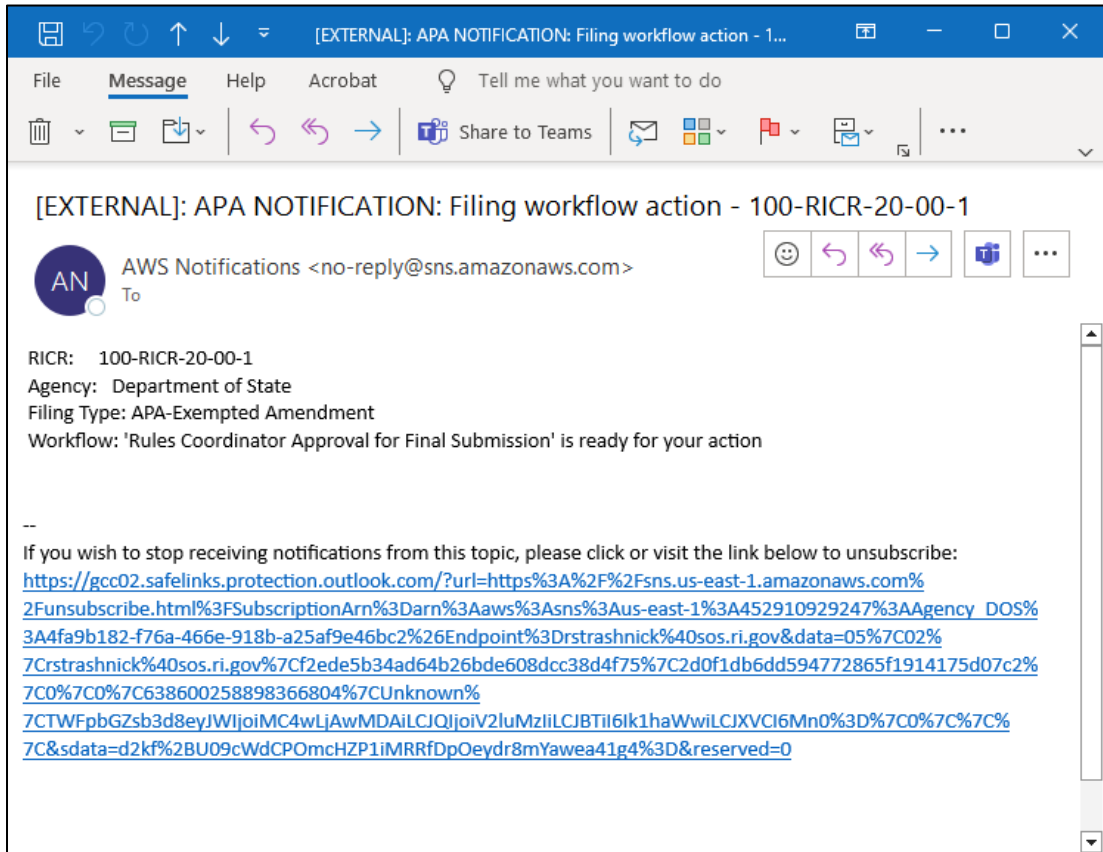 [EXTERNAL]: APA NOTIFICATION: Filing workflow action - 1...
File Message Help Acrobat Tell me what you want to do
Share to Teams
[EXTERNAL]: APA NOTIFICATION: Filing workflow action - 100-RICR-20-00-1
AN
AWS Notifications <no-reply@sns.amazonaws.com>
To
RICR: 100-RICR-20-00-1
Agency: Department of State
Filing Type: APA-Exempted Amendment
Workflow: 'Rules Coordinator Approval for Final Submission' is ready for your action
--
If you wish to stop receiving notifications from this topic, please click or visit the link below to unsubscribe:
https://gcc02.safelinks.protection.outlook.com/?url=https%3A%2F%2Fsns.us-east-1.amazonaws.com%
2Funsubscribe.html%3FSubscriptionArn%3Darn%3Aaws%3Asns%3Aus-east-1%3A452910929247%3AAgency_DOS%
3A4fa9b182-f76a-466e-918b-a25af9e46bc2%26Endpoint%3Drstrashnick%40sos.ri.gov&data=05%7C02%
7Crstrashnick%40sos.ri.gov%7Cf2ede5b34ad64b26bde608dcc38d4f75%7C2d0f1db6dd594772865f1914175d07c2%
7C0%7C0%7C638600258898366804%7CUnknown%
7CTWFpbGZsb3d8eyJWIjoiMC4wLjAwMDAiLCJQIjoiV2luMzIiLCJBTiI6Ik1haWwiLCJXVCI6Mn0%3D%7C0%7C%7C%
7C&sdata=d2kf%2BU09cWdCPOmcHZP1iMRRfDpOeydr8mYawea41g4%3D&reserved=0